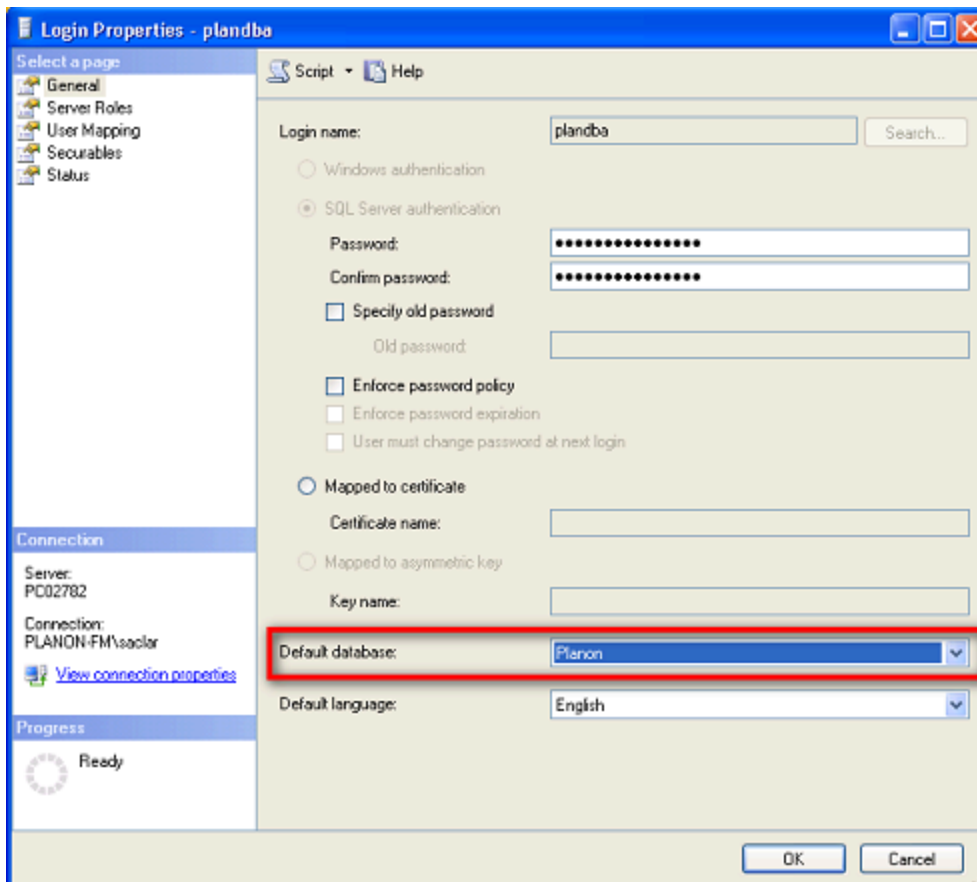 Login Properties - plandba
Select a page
General
Server Roles
User Mapping
Securables
Status
Script Help
Login name: plandba Search...
Windows authentication
SQL Server authentication
Password: ●●●●●●●●●●●●●●●
Confirm password: ●●●●●●●●●●●●●●●
Specify old password
Old password:
Enforce password policy
Enforce password expiration
User must change password at next login
Mapped to certificate
Certificate name:
Mapped to asymmetric key
Key name:
Default database: Planon
Default language: English
Connection
Server:
PC02782
Connection:
PLANON-FM\saclar
View connection properties
Progress
Ready
OK Cancel